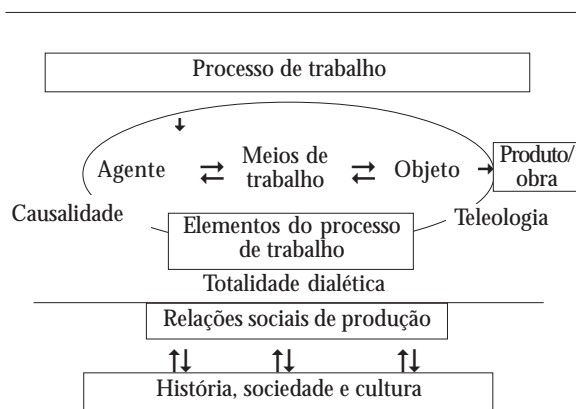 Processo de trabalho
Agente
Meios de
trabalho
Objeto
Produto/
obra
Causalidade
Teleologia
Elementos do processo
de trabalho
Totalidade dialética
Relações sociais de produção
História, sociedade e cultura